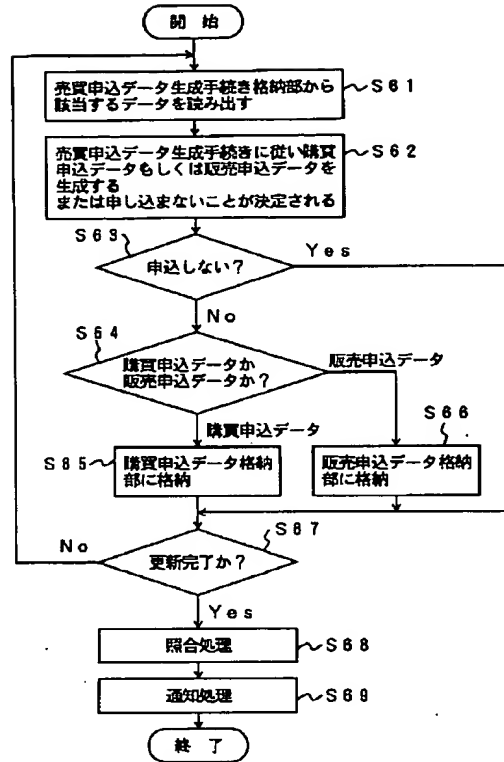 開 始
売買申込データ生成手続き格納部から
該当するデータを読み出す
S61
売買申込データ生成手続きに従い購買
申込データもしくは販売申込データを
生成する
または申し込まないことが決定される
S62
S63
申込しない?
Yes
No
S64
購買申込データか
販売申込データか?
販売申込データ
購買申込データ
S65
購買申込データ格納
部に格納
S66
販売申込データ格納
部に格納
S67
No
更新完了か?
Yes
照合処理
S68
通知処理
S69
終 了